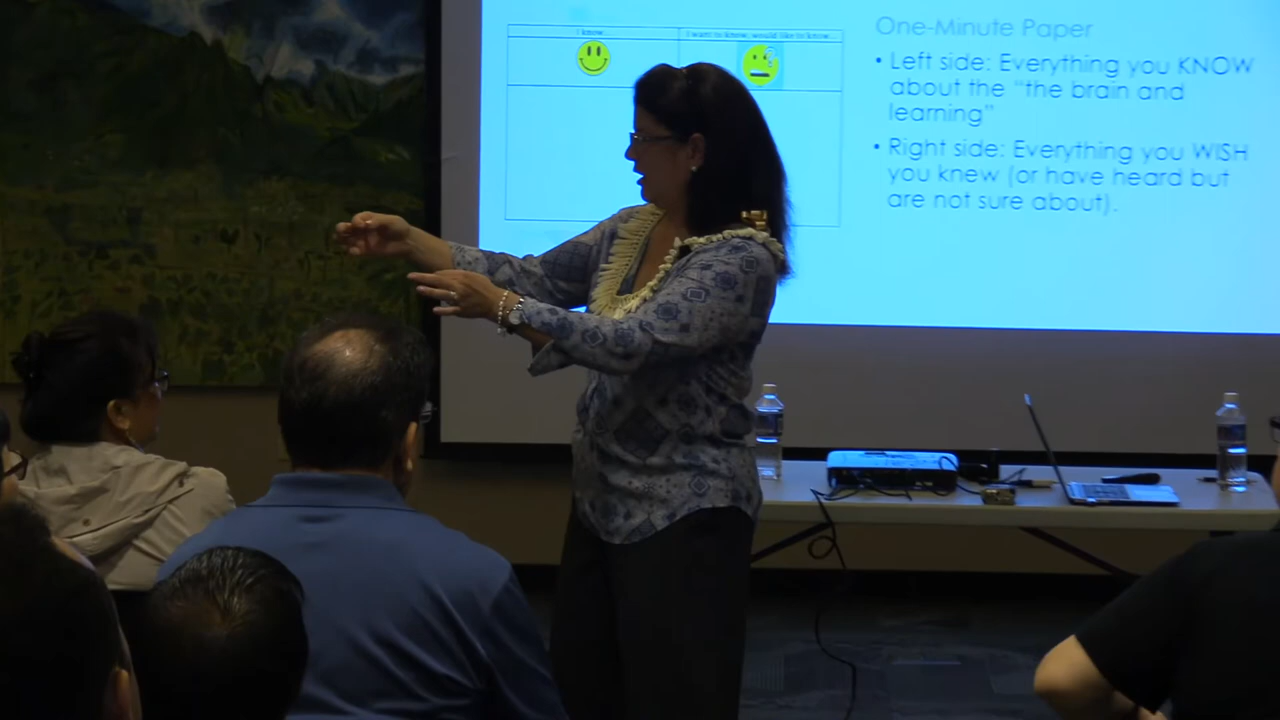 I know...
I want to know, would like to know...
One-Minute Paper
• Left side: Everything you KNOW
about the “the brain and
learning”
• Right side: Everything you WISH
you knew (or have heard but
are not sure about).